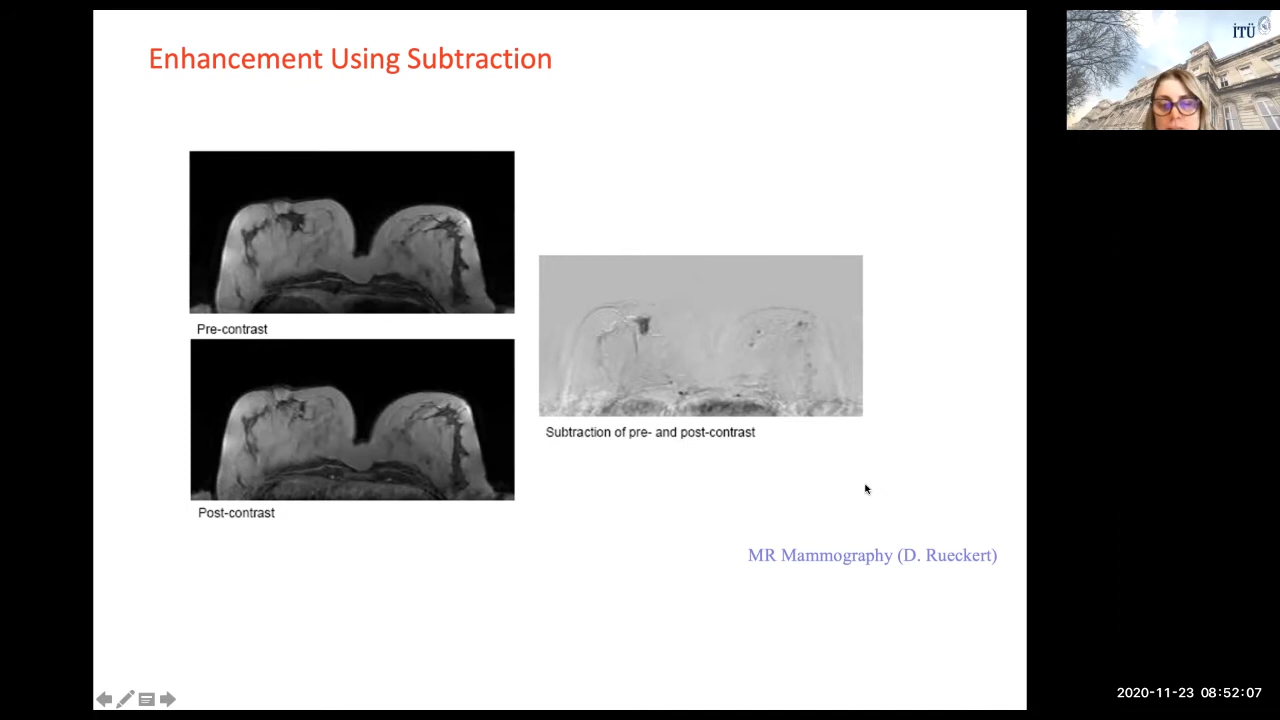 Enhancement Using Subtraction
İTÜ
Pre-contrast
Subtraction of pre- and post-contrast
Post-contrast
MR Mammography (D. Rueckert)
2020-11-23 08:52:07